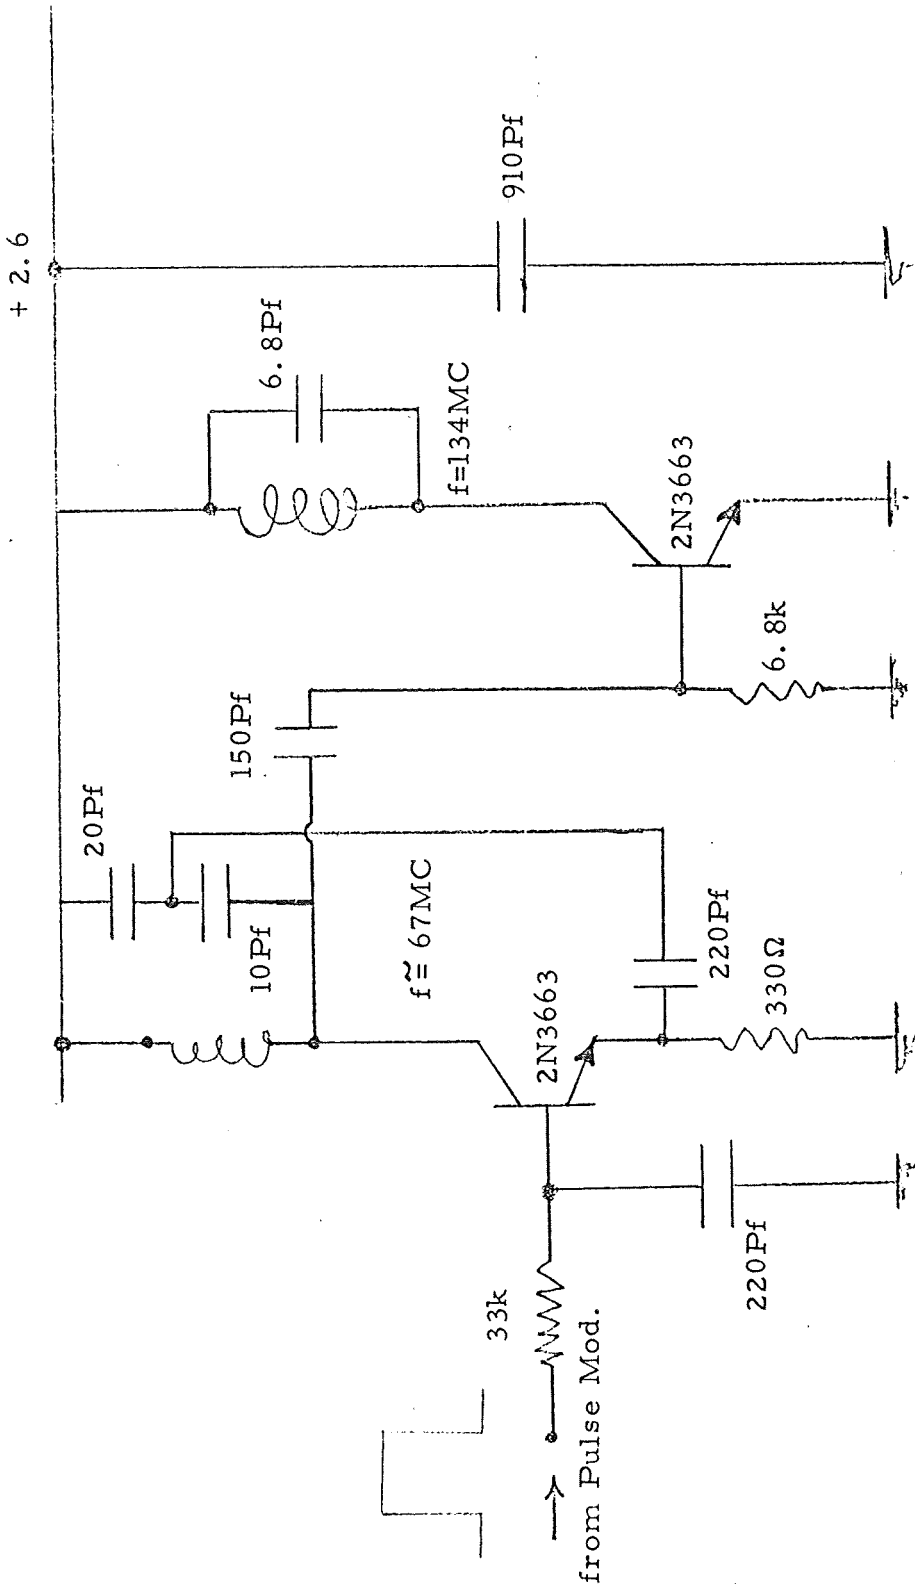 + 2.6
20Pf
10Pf
150Pf
6.8Pf
f=134MC
910Pf
f≅67MC
33k
2N3663
2N3663
220Pf
6.8k
330Ω
220Pf
from Pulse Mod.